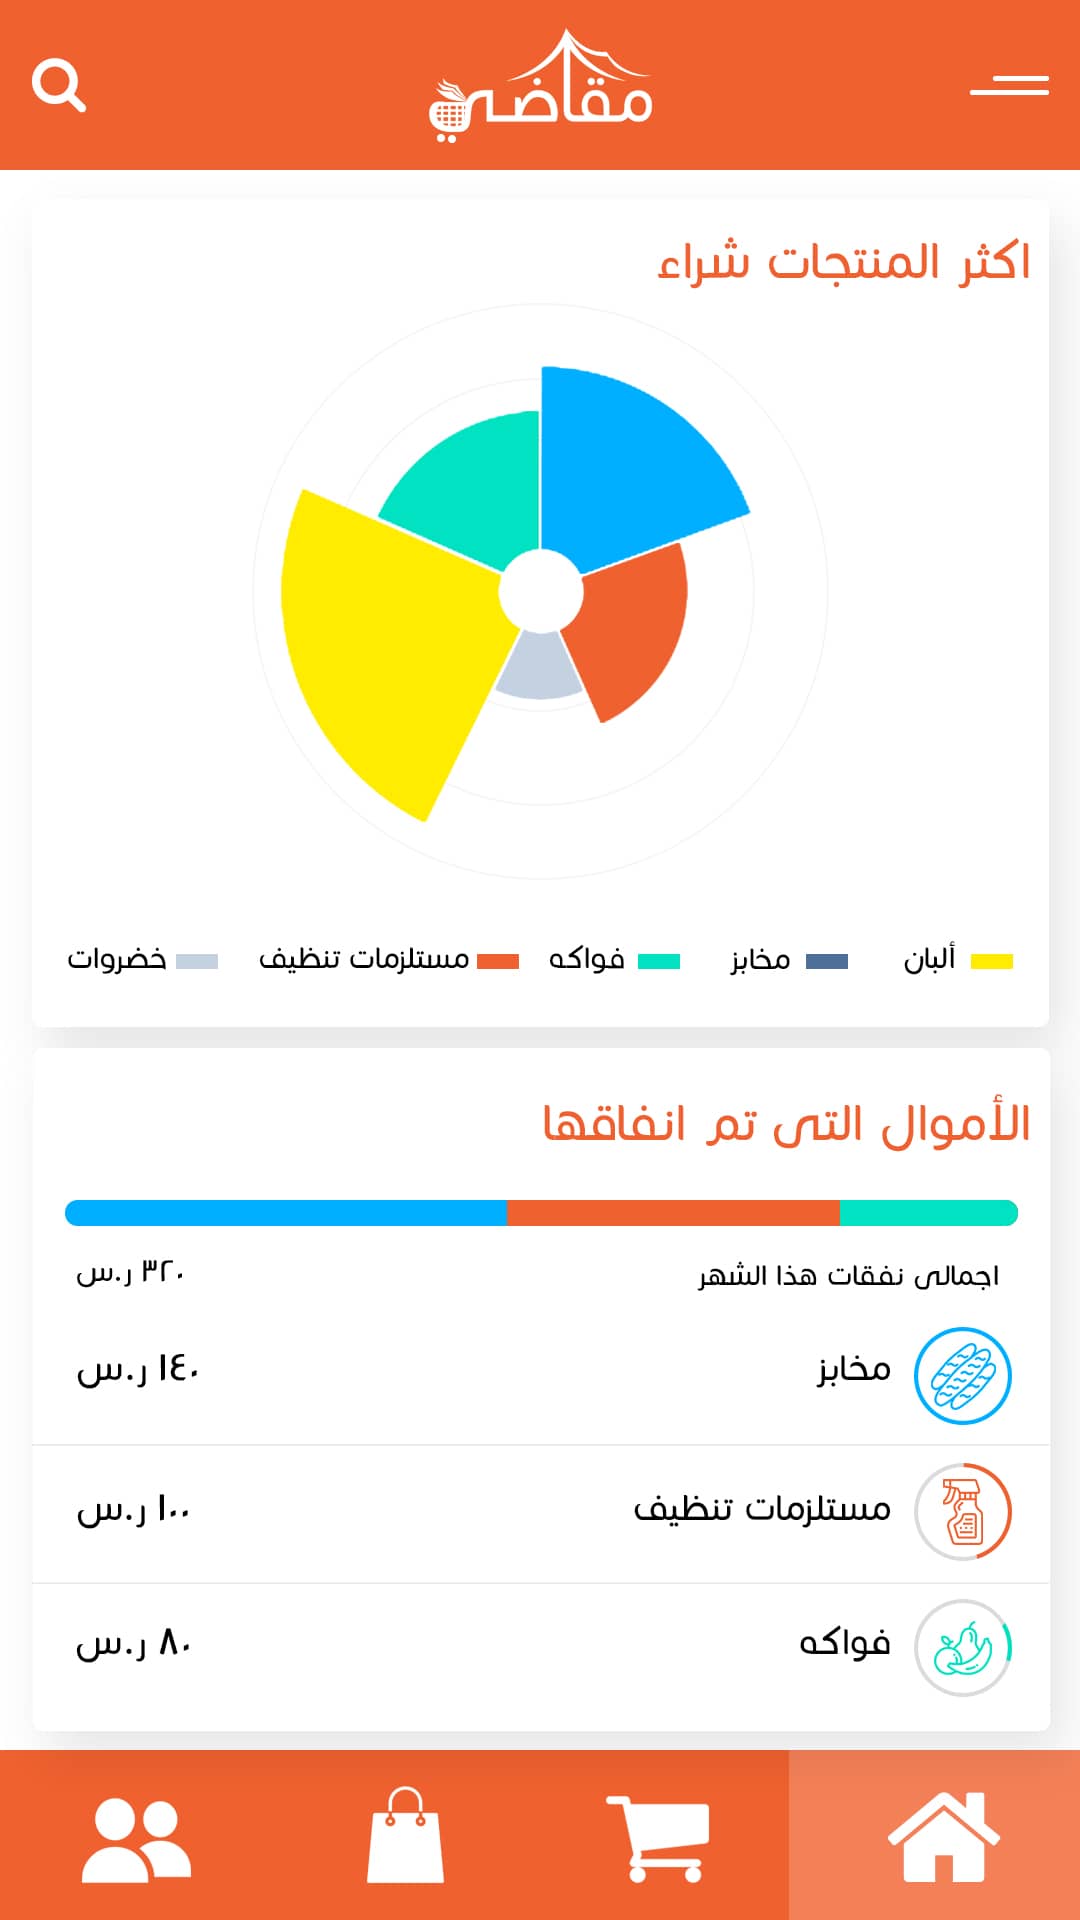 مقاضي
اكثر المنتجات شراء
ألبان
مخابز
فواكه
مستلزمات تنظيف
خضروات
الأموال التى تم انفاقها
اجمالى نفقات هذا الشهر
٣٢٠ ر.س
مخابز
١٤٠ ر.س
مستلزمات تنظيف
١٠٠ ر.س
فواكه
٨٠ ر.س